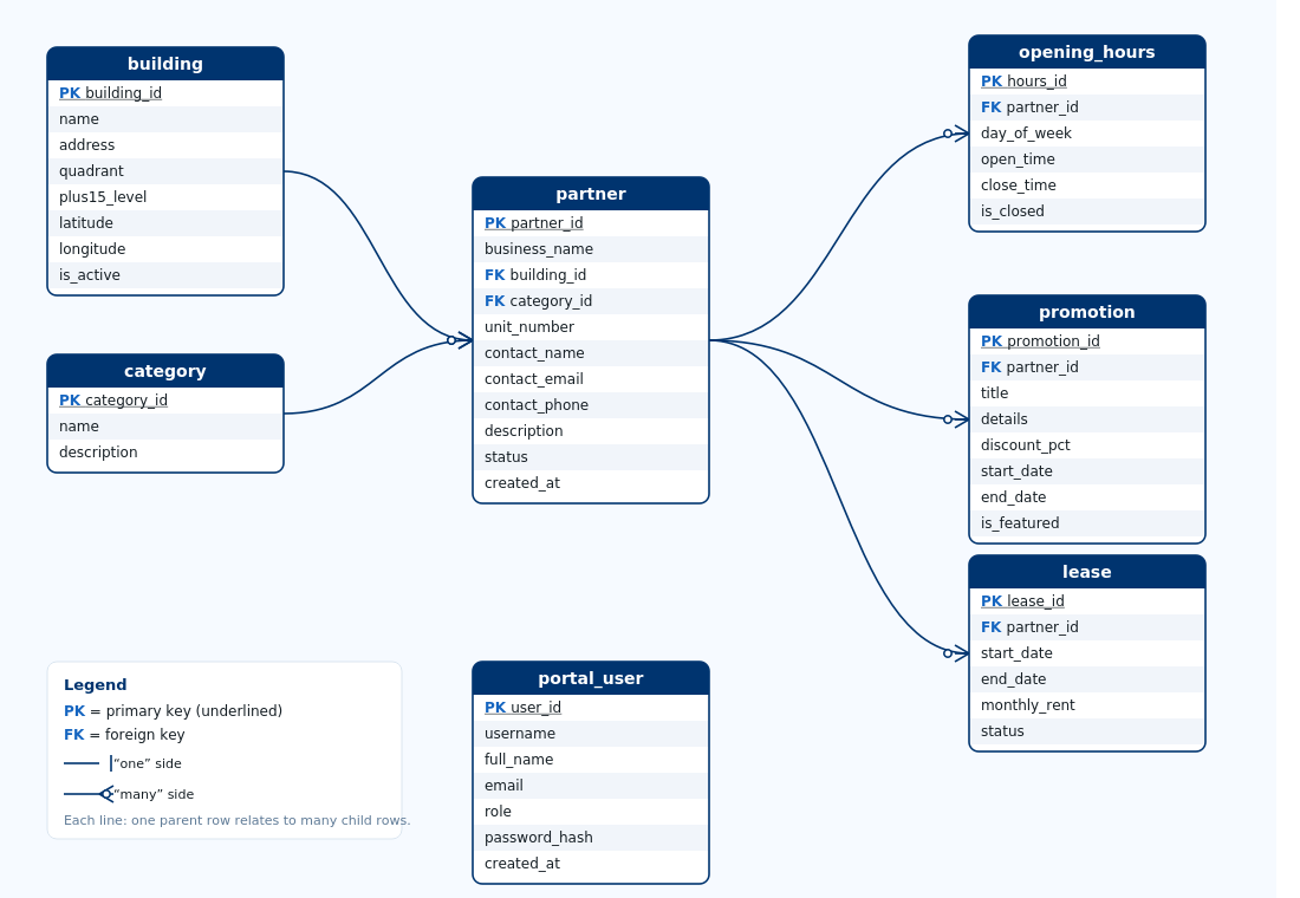 building
PK building_id
name
address
quadrant
plus15_level
latitude
longitude
is_active
category
PK category_id
name
description
partner
PK partner_id
business_name
FK building_id
FK category_id
unit_number
contact_name
contact_email
contact_phone
description
status
created_at
opening_hours
PK hours_id
FK partner_id
day_of_week
open_time
close_time
is_closed
promotion
PK promotion_id
FK partner_id
title
details
discount_pct
start_date
end_date
is_featured
lease
PK lease_id
FK partner_id
start_date
end_date
monthly_rent
status
portal_user
PK user_id
username
full_name
email
role
password_hash
created_at
Legend
PK = primary key (underlined)
FK = foreign key
“one” side
“many” side
Each line: one parent row relates to many child rows.